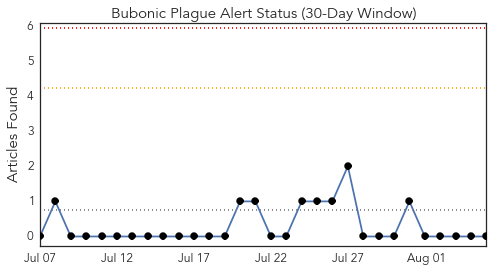 Bubonic Plague Alert Status (30-Day Window)
Articles Found
6
5
4
3
2
1
0
Jul 07 Jul 12 Jul 17 Jul 22 Jul 27 Aug 01